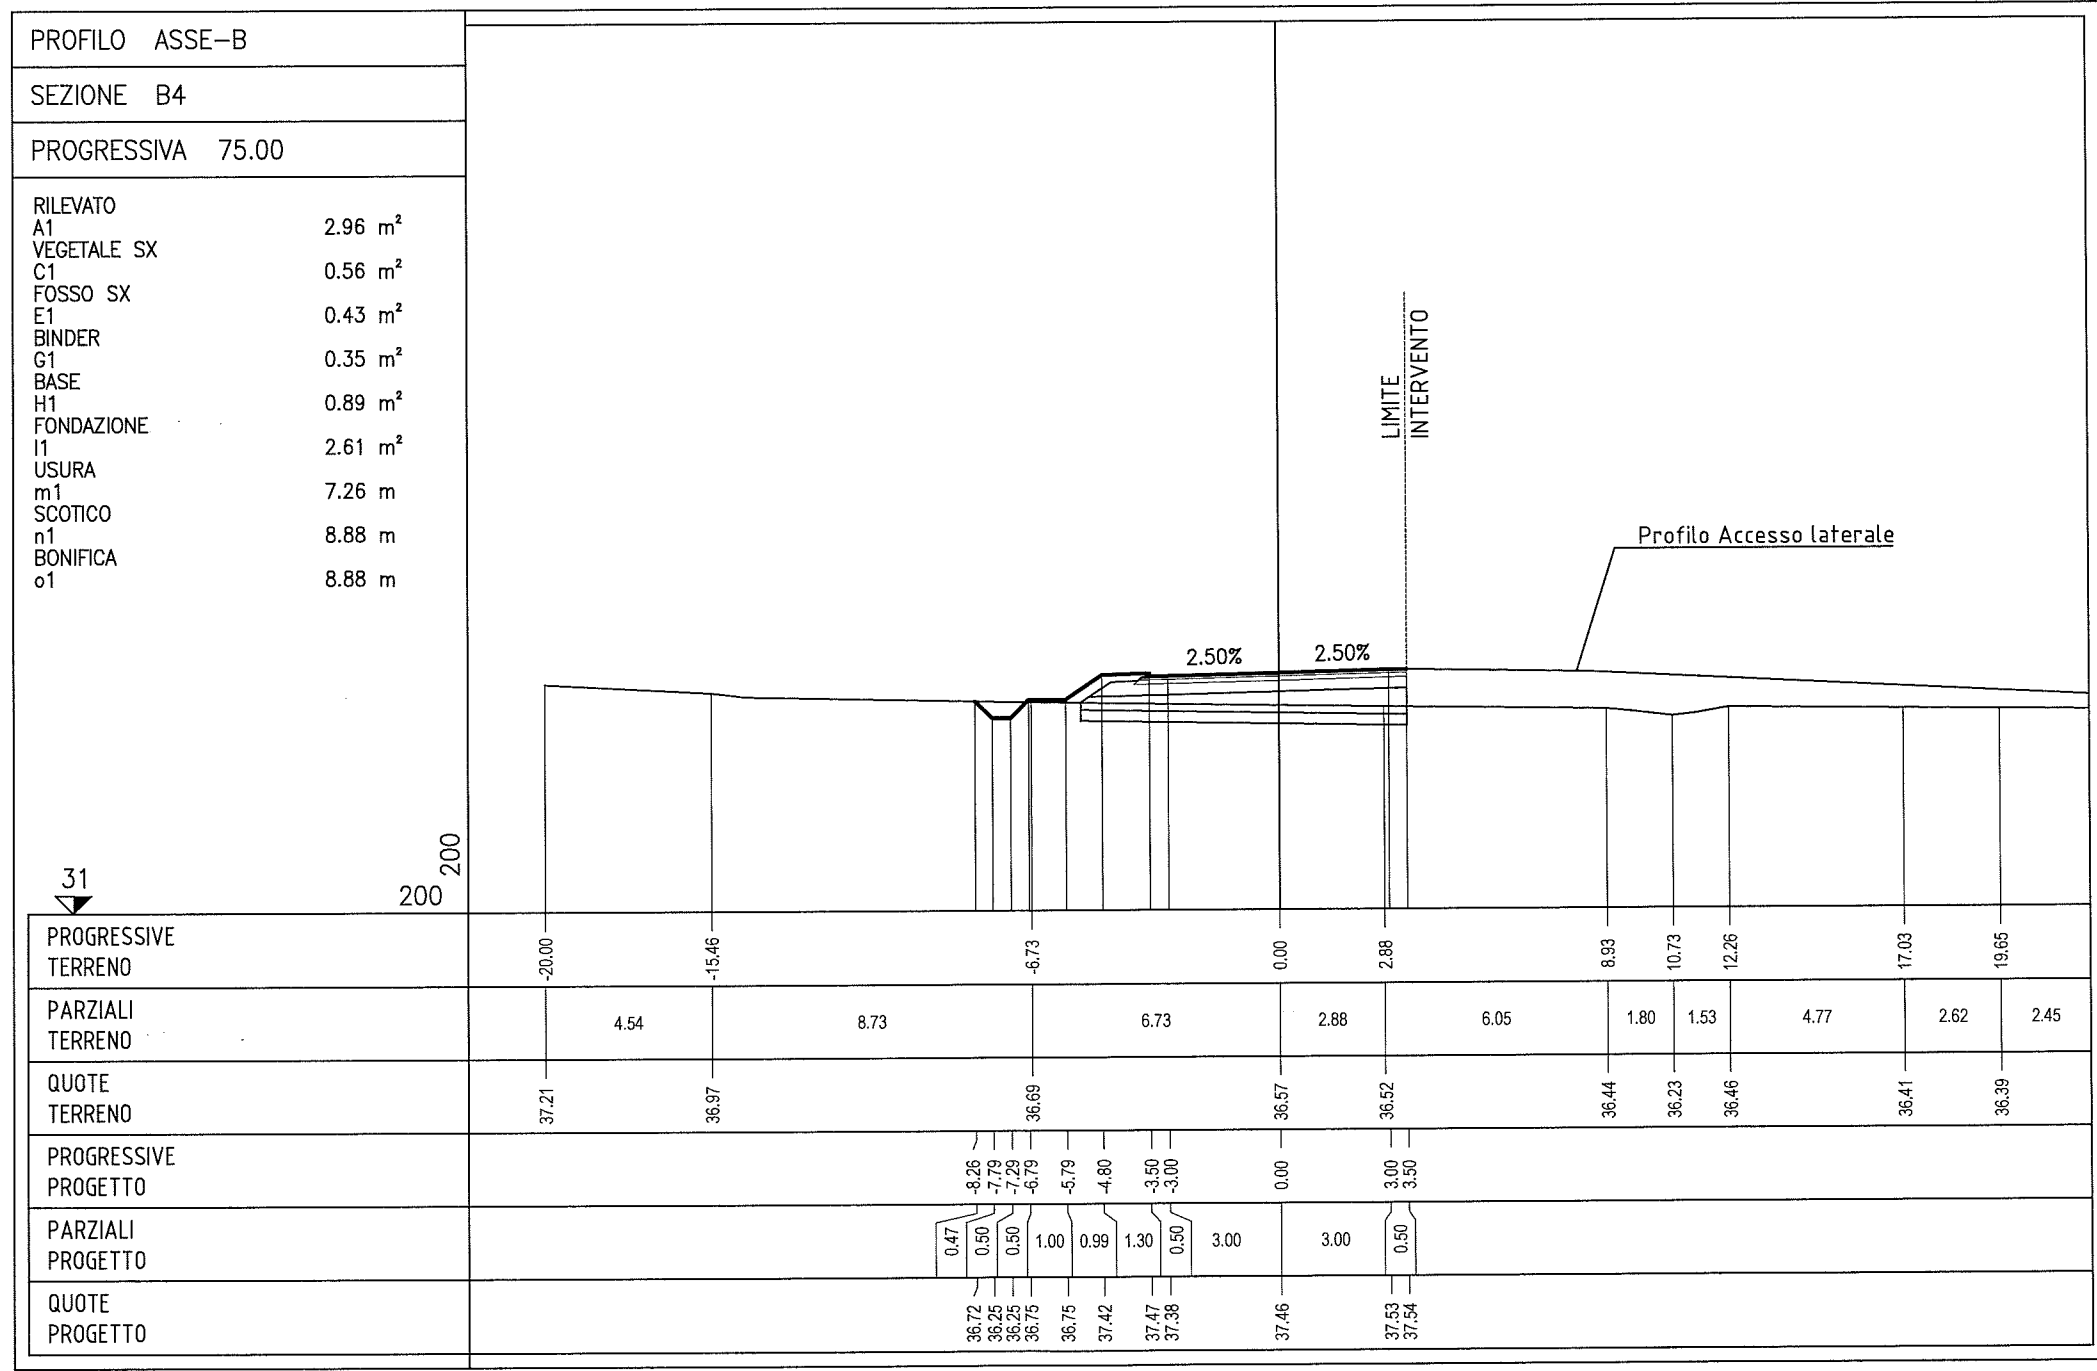 PROFILO ASSE-B
SEZIONE B4
PROGRESSIVA 75.00
RILEVATO
A1 2.96 m²
VEGETALE SX
C1 0.56 m²
FOSSO SX
E1 0.43 m²
BINDER
G1 0.35 m²
BASE
H1 0.89 m²
FONDAZIONE
I1 2.61 m²
USURA
m1 7.26 m
SCOTICO
n1 8.88 m
BONIFICA
o1 8.88 m
LIMITE
INTERVENTO
Profilo Accesso laterale
2.50% 2.50%
31
200
200
PROGRESSIVE
TERRENO
-20.00 -15.46 -6.73 0.00 2.88 8.93 10.73 12.26 17.03 19.65
PARZIALI
TERRENO
4.54 8.73 6.73 2.88 6.05 1.80 1.53 4.77 2.62 2.45
QUOTE
TERRENO
37.21 36.97 36.69 36.57 36.52 36.44 36.23 36.46 36.41 36.39
PROGRESSIVE
PROGETTO
-8.26 -7.79 -7.29 -6.79 -5.79 -4.80 -3.50 -3.00 0.00 3.00 3.50
PARZIALI
PROGETTO
0.47 0.50 0.50 1.00 0.99 1.30 0.50 3.00 3.00 0.50
QUOTE
PROGETTO
36.72 36.25 36.25 36.75 36.75 37.42 37.47 37.38 37.46 37.53 37.54